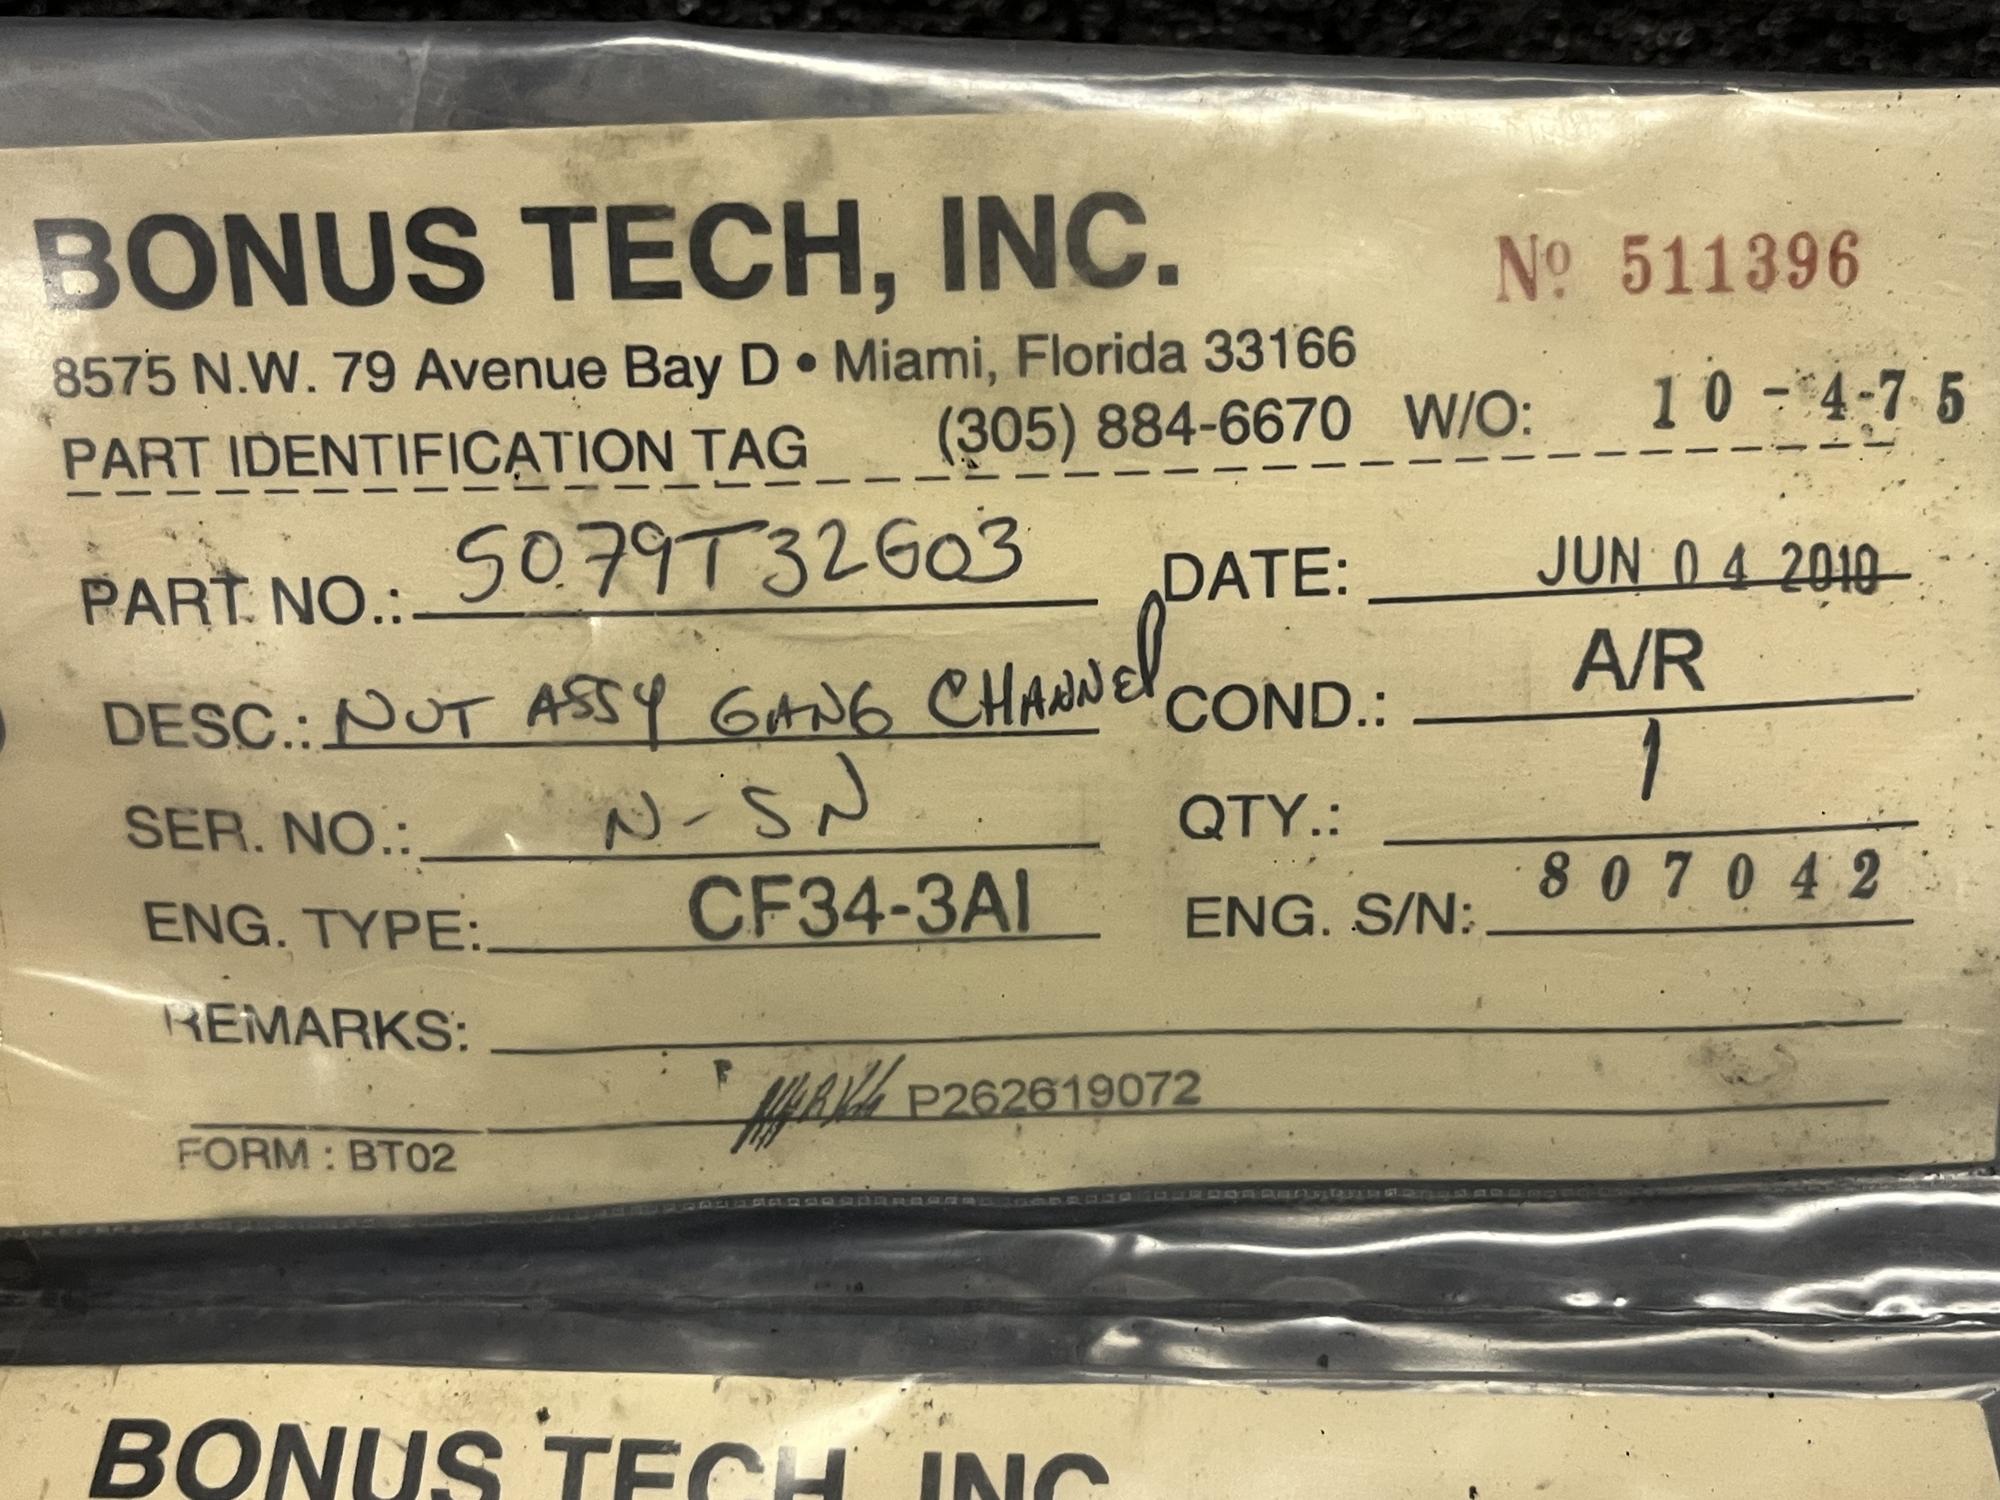 BONUS TECH, INC.
Nº 511396
8575 N.W. 79 Avenue Bay D • Miami, Florida 33166
PART IDENTIFICATION TAG (305) 884-6670 W/O: 10-4-75
PART NO.: 5079T32G03 DATE: JUN 04 2010
DESC.: NUT ASSY GANG CHANNEL COND.: A/R
SER. NO.: N-SN QTY.: 1
ENG. TYPE: CF34-3A1 ENG. S/N: 807042
REMARKS:
P262619072
FORM : BT02
BONUS TECH, INC.